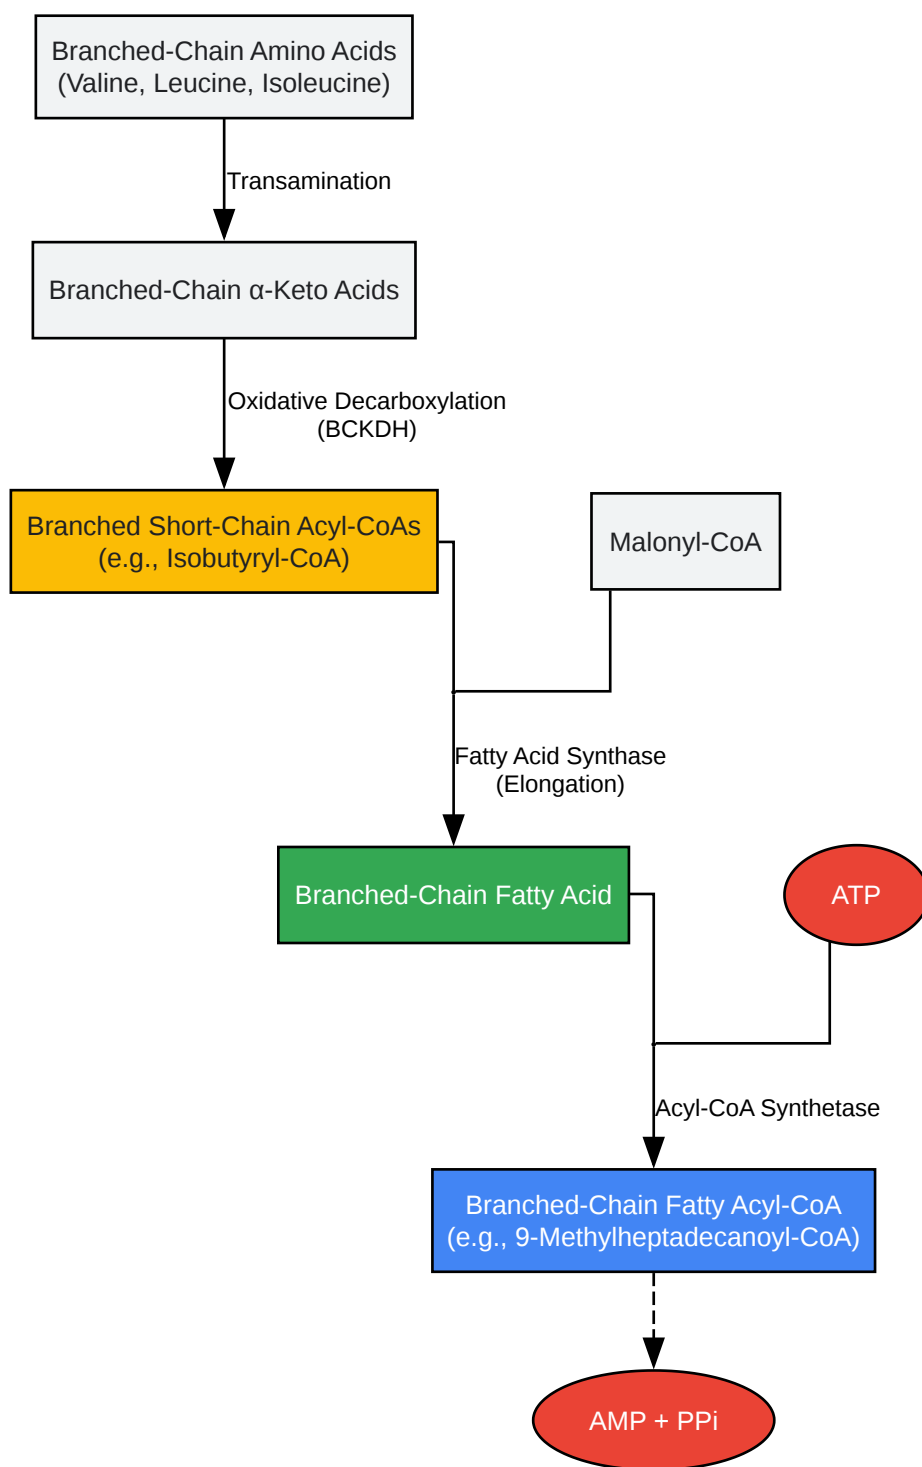 Branched-Chain Amino Acids
(Valine, Leucine, Isoleucine)
Transamination
Branched-Chain α-Keto Acids
Oxidative Decarboxylation
(BCKDH)
Branched Short-Chain Acyl-CoAs
(e.g., Isobutyryl-CoA)
Malonyl-CoA
Fatty Acid Synthase
(Elongation)
Branched-Chain Fatty Acid
ATP
Acyl-CoA Synthetase
Branched-Chain Fatty Acyl-CoA
(e.g., 9-Methylheptadecanoyl-CoA)
AMP + PPi